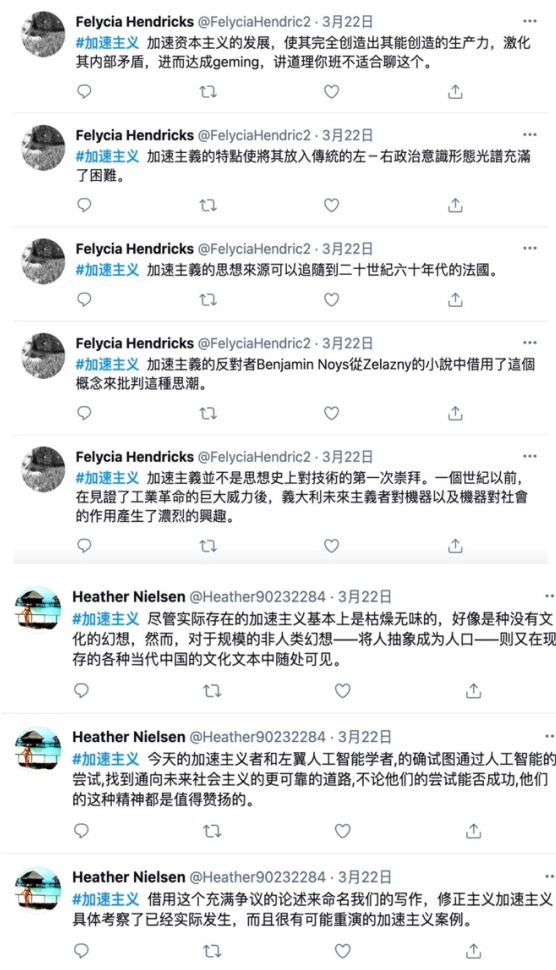 Felycia Hendricks @FelyciaHendric2 · 3月22日
#加速主义 加速资本主义的发展，使其完全创造出其能创造的生产力，激化
其内部矛盾，进而达成geming，讲道理你班不适合聊这个。
Felycia Hendricks @FelyciaHendric2 · 3月22日
#加速主义 加速主義的特點使將其放入傳統的左－右政治意識形態光譜充滿
了困難。
Felycia Hendricks @FelyciaHendric2 · 3月22日
#加速主义 加速主義的思想來源可以追隨到二十世紀六十年代的法國。
Felycia Hendricks @FelyciaHendric2 · 3月22日
#加速主义 加速主義的反對者Benjamin Noys從Zelazny的小說中借用了這個
概念來批判這種思潮。
Felycia Hendricks @FelyciaHendric2 · 3月22日
#加速主义 加速主義並不是思想史上對技術的第一次崇拜。一個世紀以前，
在見證了工業革命的巨大威力後，義大利未來主義者對機器以及機器對社會
的作用產生了濃烈的興趣。
Heather Nielsen @Heather90232284 · 3月22日
#加速主义 尽管实际存在的加速主义基本上是枯燥无味的，好像是种没有文
化的幻想，然而，对于规模的非人类幻想——将人抽象成为人口——则又在现
存的各种当代中国的文化文本中随处可见。
Heather Nielsen @Heather90232284 · 3月22日
#加速主义 今天的加速主义者和左翼人工智能学者,的确试图通过人工智能的
尝试,找到通向未来社会主义的更可靠的道路,不论他们的尝试能否成功,他们
的这种精神都是值得赞扬的。
Heather Nielsen @Heather90232284 · 3月22日
#加速主义 借用这个充满争议的论述来命名我们的写作，修正主义加速主义
具体考察了已经实际发生，而且很有可能重演的加速主义案例。